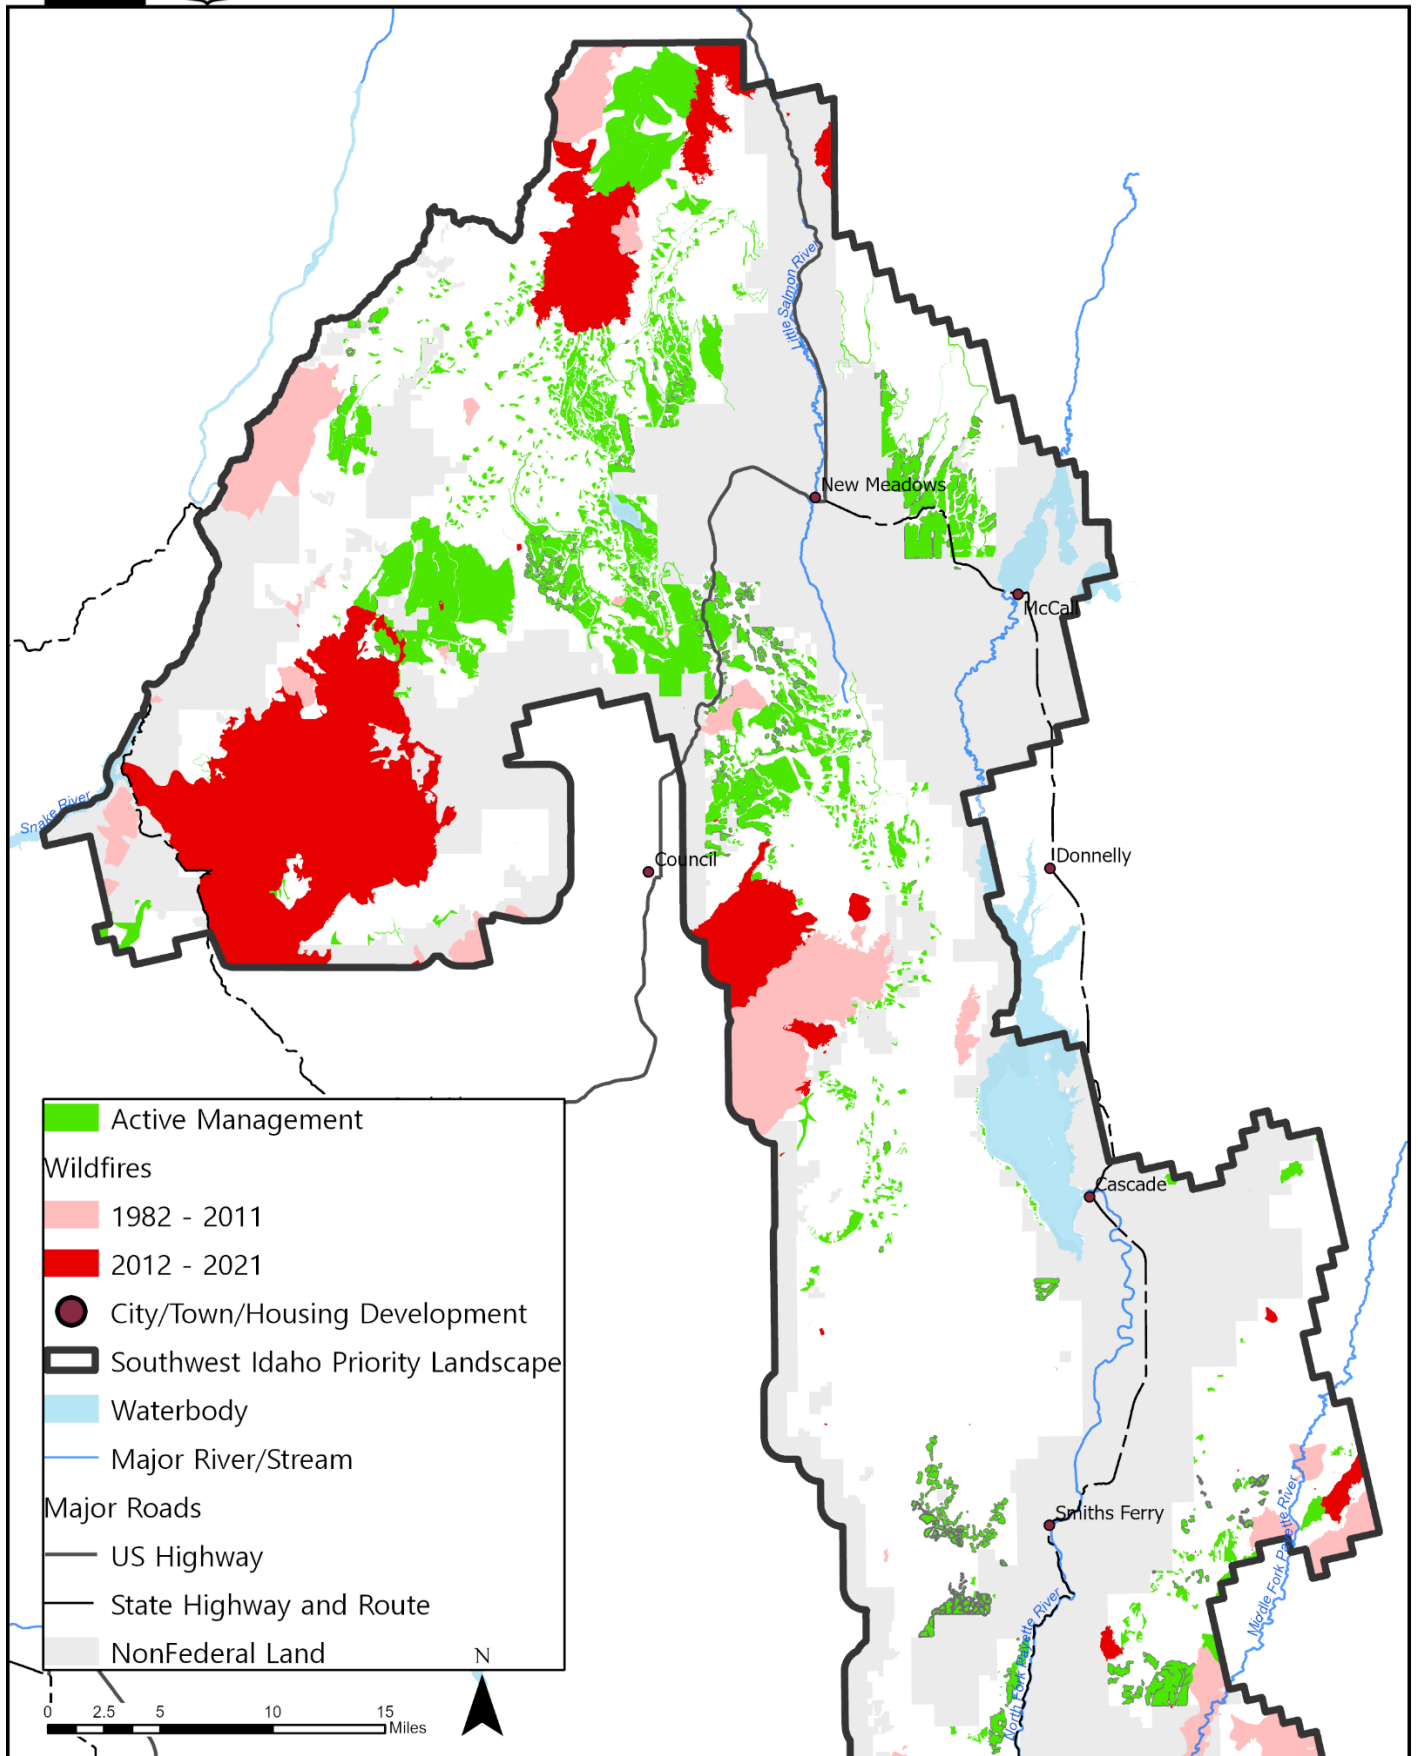 Little Salmon River
New Meadows
McCall
Snake River
Council
Donnelly
Cascade
Smiths Ferry
Middle Fork Payette River
North Fork Payette River
Active Management
Wildfires
1982 - 2011
2012 - 2021
City/Town/Housing Development
Southwest Idaho Priority Landscape
Waterbody
Major River/Stream
Major Roads
US Highway
State Highway and Route
NonFederal Land
N
0 2.5 5 10 15
Miles